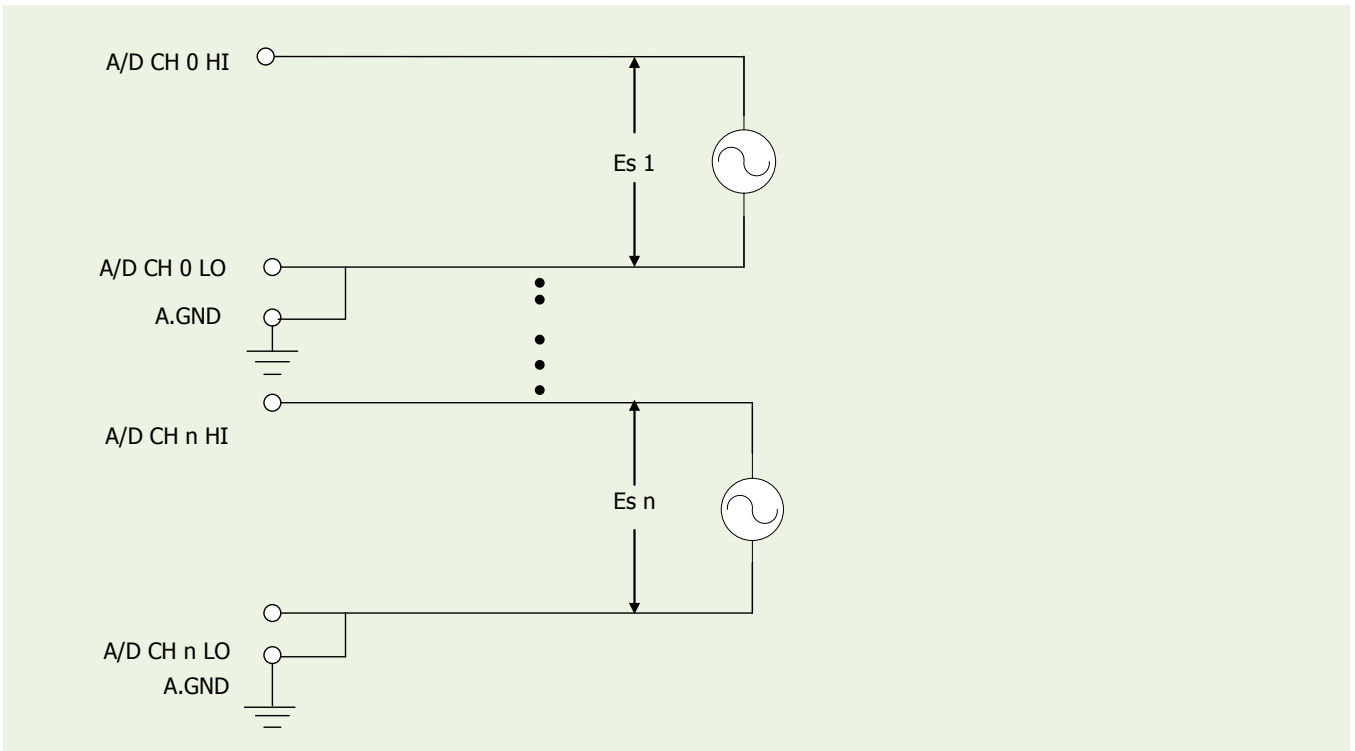 A/D CH 0 HI
Es 1
A/D CH 0 LO
A.GND
A/D CH n HI
Es n
A/D CH n LO
A.GND